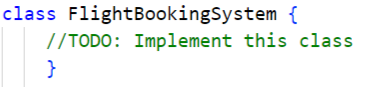 class FlightBookingSystem {
    //TODO: Implement this class
    }